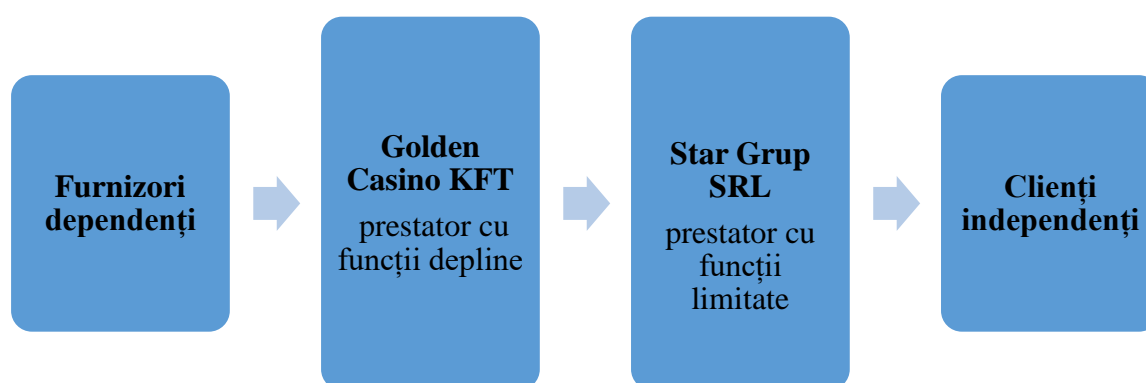 Furnizori
dependenți
Golden
Casino KFT
prestator cu
funcții depline
Star Grup
SRL
prestator cu
funcții
limitate
Clienți
independenți